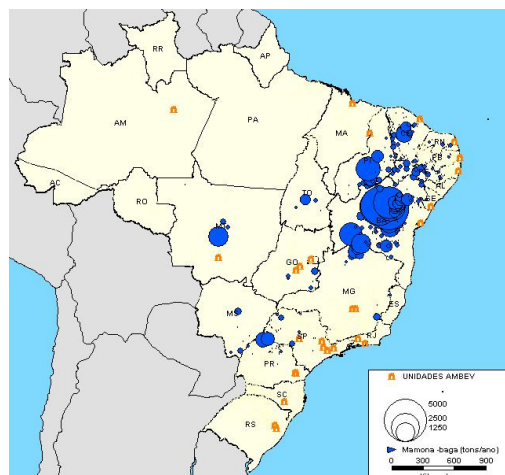 RR
AP
AM
PA
MA
RN
PB
AC
AL
TO
SE
RO
GO
MG
ES
MS
SP
RJ
PR
SC
RS
UNIDADES AMBEV
5000
2500
1250
Mamona -baga (tons/ano)
0 300 600 900